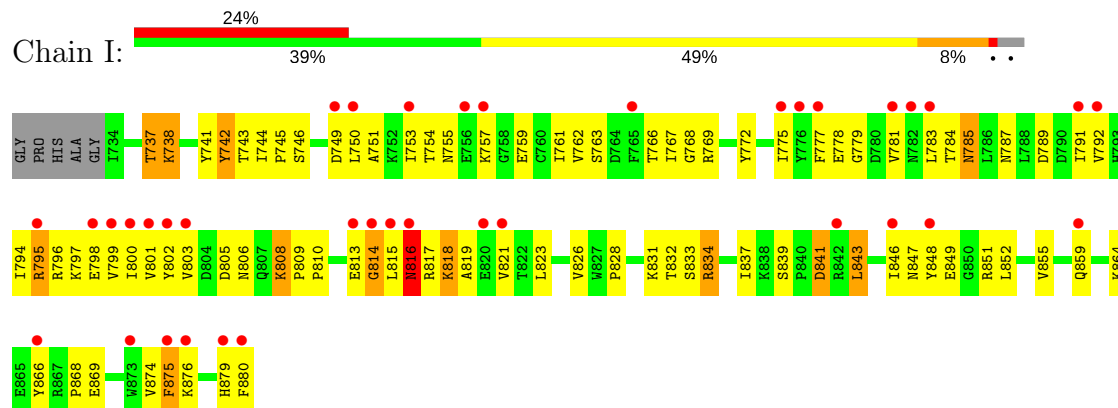 24%
Chain I:
39% 49% 8% • •
GLY PRO HIS ALA GLY I734 T737 K738 Y741 Y742 T743 I744 P745 S746 D749 L750 A751 K752 I753 T754 N755 E756 K757 G758 E759 C760 I761 V762 S763 D764 F765 T766 I767 G768 R769 Y772 I775 Y776 F777 E778 G779 D780 V781 N782 L783 T784 N785 L786 N787 L788 D789 D790 I791 V792 H793
I794 R795 R796 K797 E798 V799 I800 V801 Y802 V803 D804 D805 N806 Q807 K808 P809 P810 E813 G814 L815 N816 R817 K818 A819 E820 V821 T822 L823 V826 W827 P828 K831 T832 S833 R834 I837 K838 S839 P840 D841 R842 L843 I846 N847 Y848 E849 G850 R851 L852 V855 Q859 K864
E865 Y866 R867 P868 E869 W873 V874 F875 K876 H879 F880